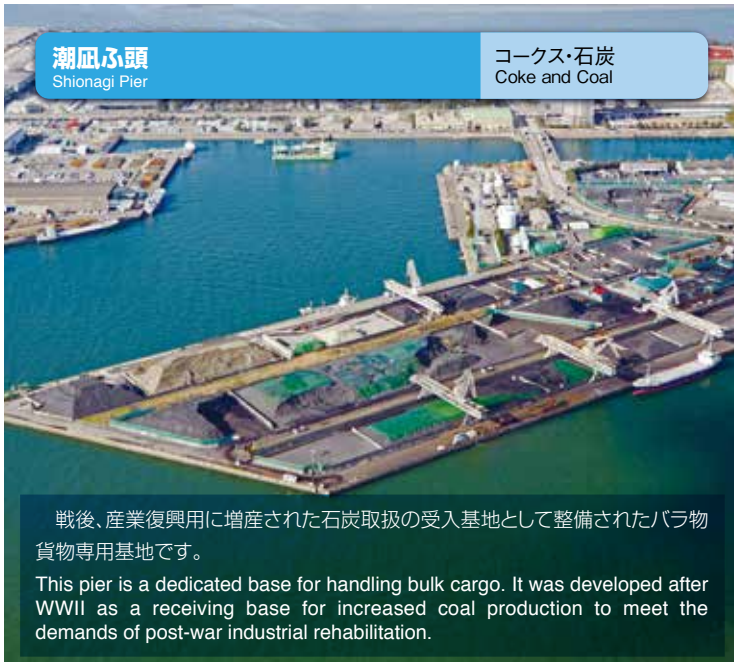 潮凪ふ頭
Shionagi Pier
コークス・石炭
Coke and Coal
戦後、産業復興用に増産された石炭取扱の受入基地として整備されたバラ物
貨物専用基地です。
This pier is a dedicated base for handling bulk cargo. It was developed after
WWII as a receiving base for increased coal production to meet the
demands of post-war industrial rehabilitation.